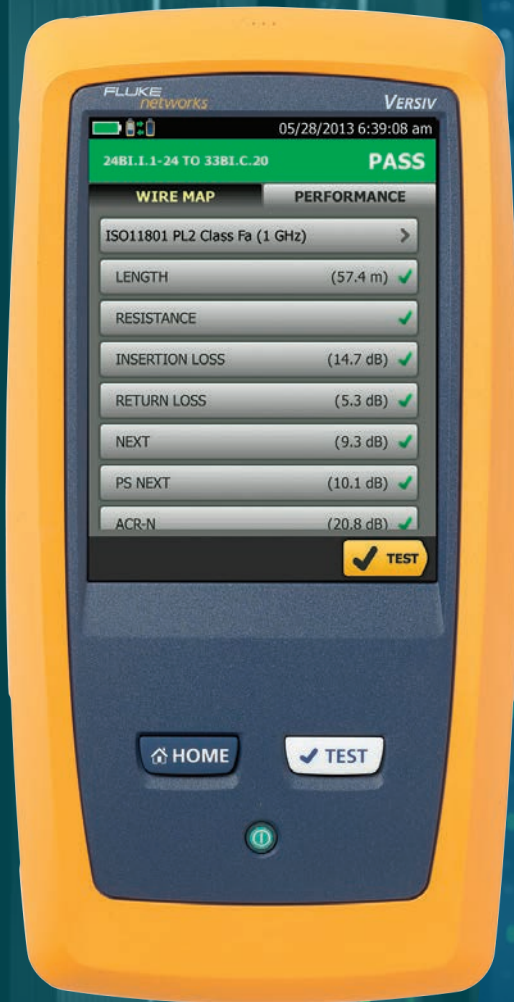 FLUKE
networks
VERSIV
05/28/2013 6:39:08 am
24BI.I.1-24 TO 33BI.C.20
PASS
WIRE MAP
PERFORMANCE
ISO11801 PL2 Class Fa (1 GHz)
LENGTH (57.4 m)
RESISTANCE
INSERTION LOSS (14.7 dB)
RETURN LOSS (5.3 dB)
NEXT (9.3 dB)
PS NEXT (10.1 dB)
ACR-N (20.8 dB)
TEST
HOME
TEST